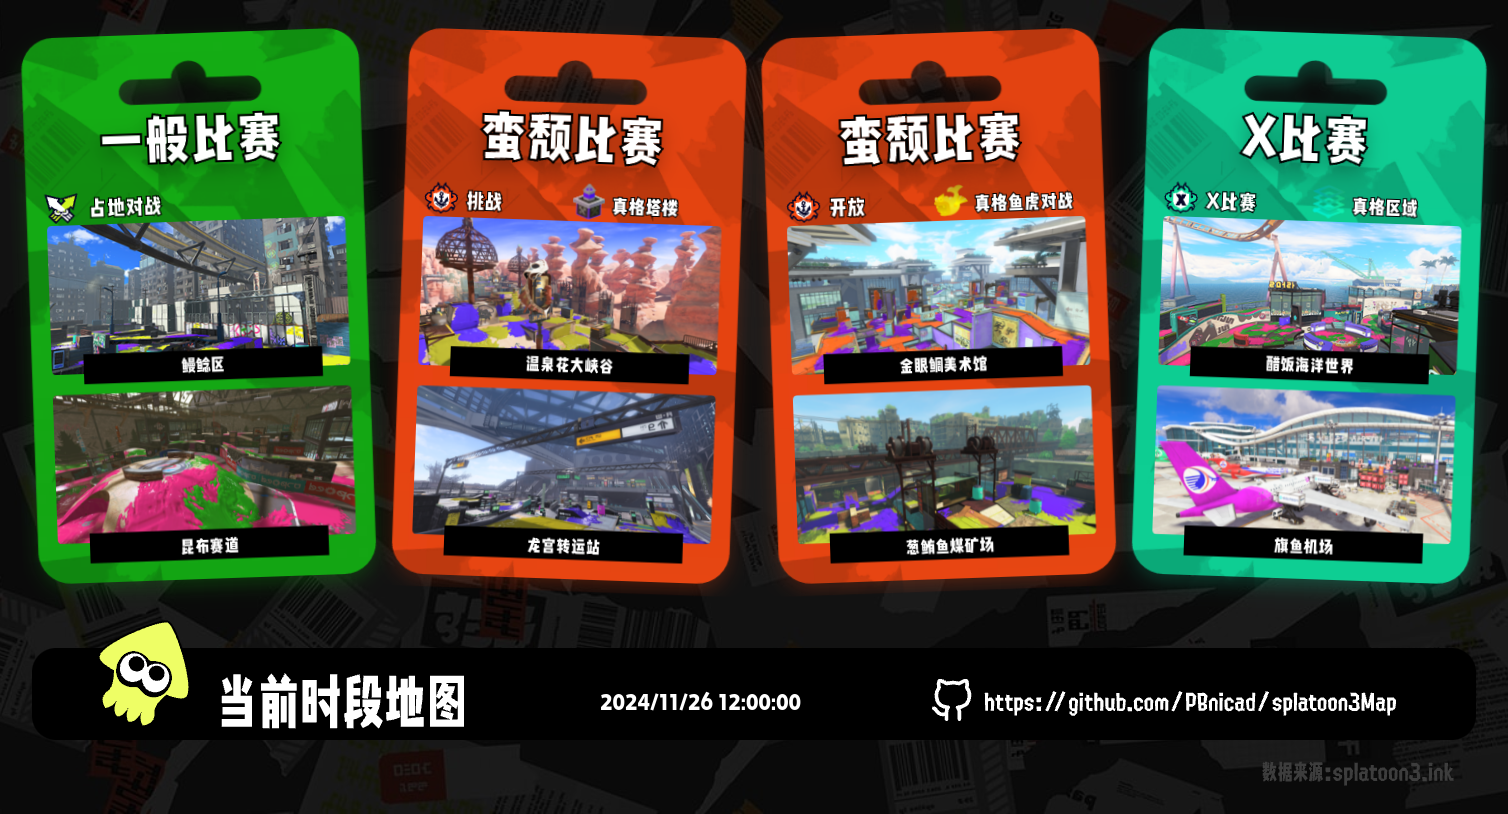 一般比赛
占地对战
鳗鲶区
昆布赛道
蛮颓比赛
挑战
真格塔楼
温泉花大峡谷
龙宫转运站
蛮颓比赛
开放
真格鱼虎对战
金眼鲷美术馆
葱鲔鱼煤矿场
X比赛
X比赛
真格区域
醋饭海洋世界
旗鱼机场
当前时段地图
2024/11/26 12:00:00
https://github.com/PBnicad/splatoon3Map
数据来源:splatoon3.ink